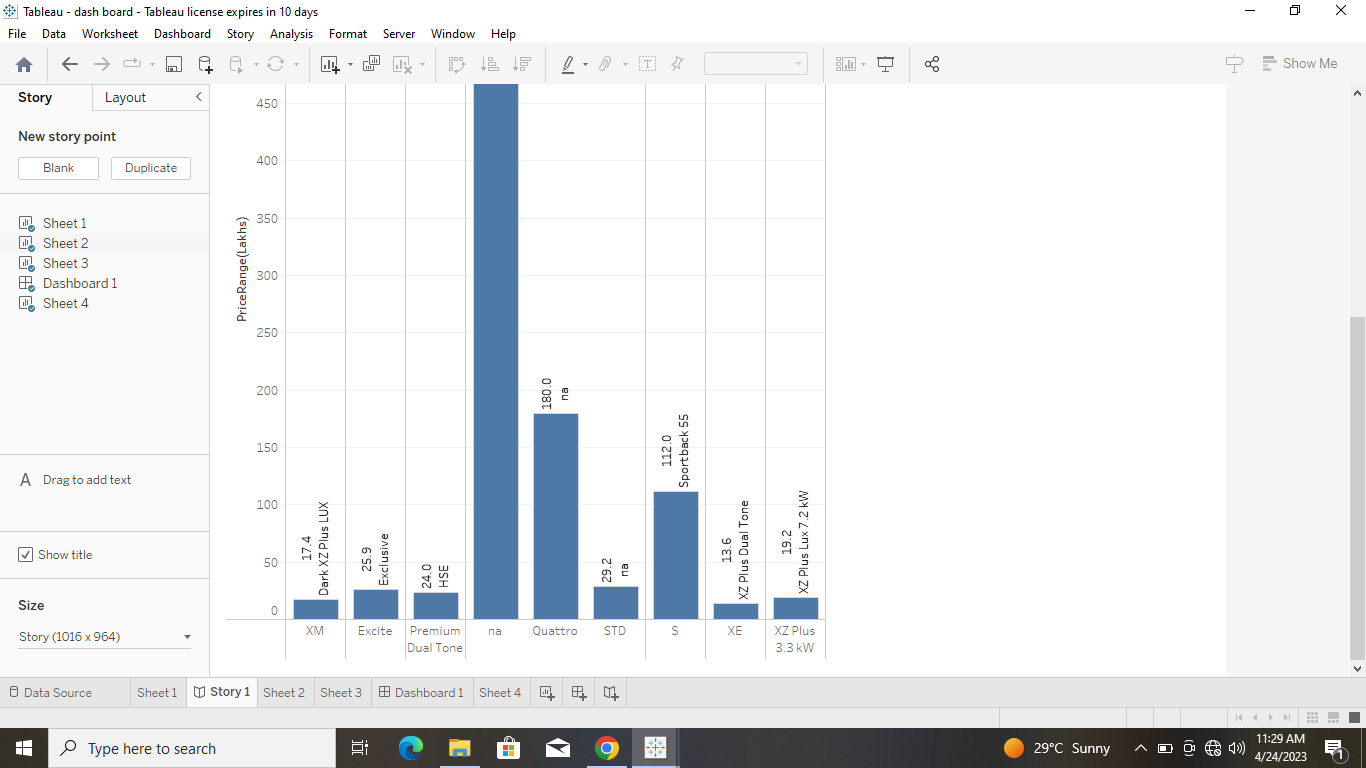 Tableau - dash board - Tableau license expires in 10 days
File Data Worksheet Dashboard Story Analysis Format Server Window Help
Show Me
Story Layout
New story point
Blank Duplicate
Sheet 1
Sheet 2
Sheet 3
Dashboard 1
Sheet 4
A Drag to add text
Show title
Size
Story (1016 x 964)
PriceRange(Lakhs)
450
400
350
300
250
200
150
100
50
0
17.4
Dark XZ Plus LUX
25.9
Exclusive
24.0
HSE
180.0
na
29.2
na
112.0
Sportback 55
13.6
XZ Plus Dual Tone
19.2
XZ Plus Lux 7.2 kW
XM Excite Premium na Quattro STD S XE XZ Plus
Dual Tone 3.3 kW
Data Source Sheet 1 Story 1 Sheet 2 Sheet 3 Dashboard 1 Sheet 4
Type here to search
29°C Sunny
11:29 AM
4/24/2023
1